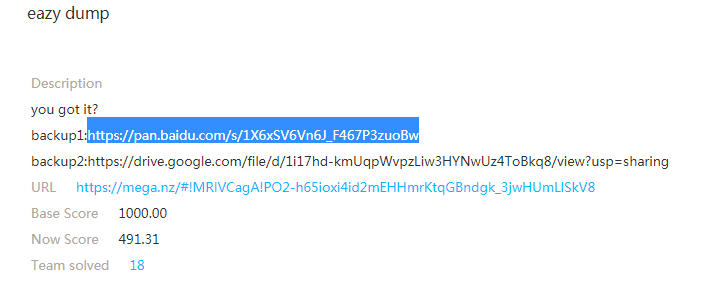 eazy dump
Description
you got it?
backup1:https://pan.baidu.com/s/1X6xSV6Vn6J_F467P3zuoBw
backup2:https://drive.google.com/file/d/1i17hd-kmUqpWvpzLiw3HYNwUz4ToBkq8/view?usp=sharing
URL https://mega.nz/#!MRlVCagA!PO2-h65ioxi4id2mEHHmrKtqGBndgk_3jwHUmLlSkV8
Base Score 1000.00
Now Score 491.31
Team solved 18